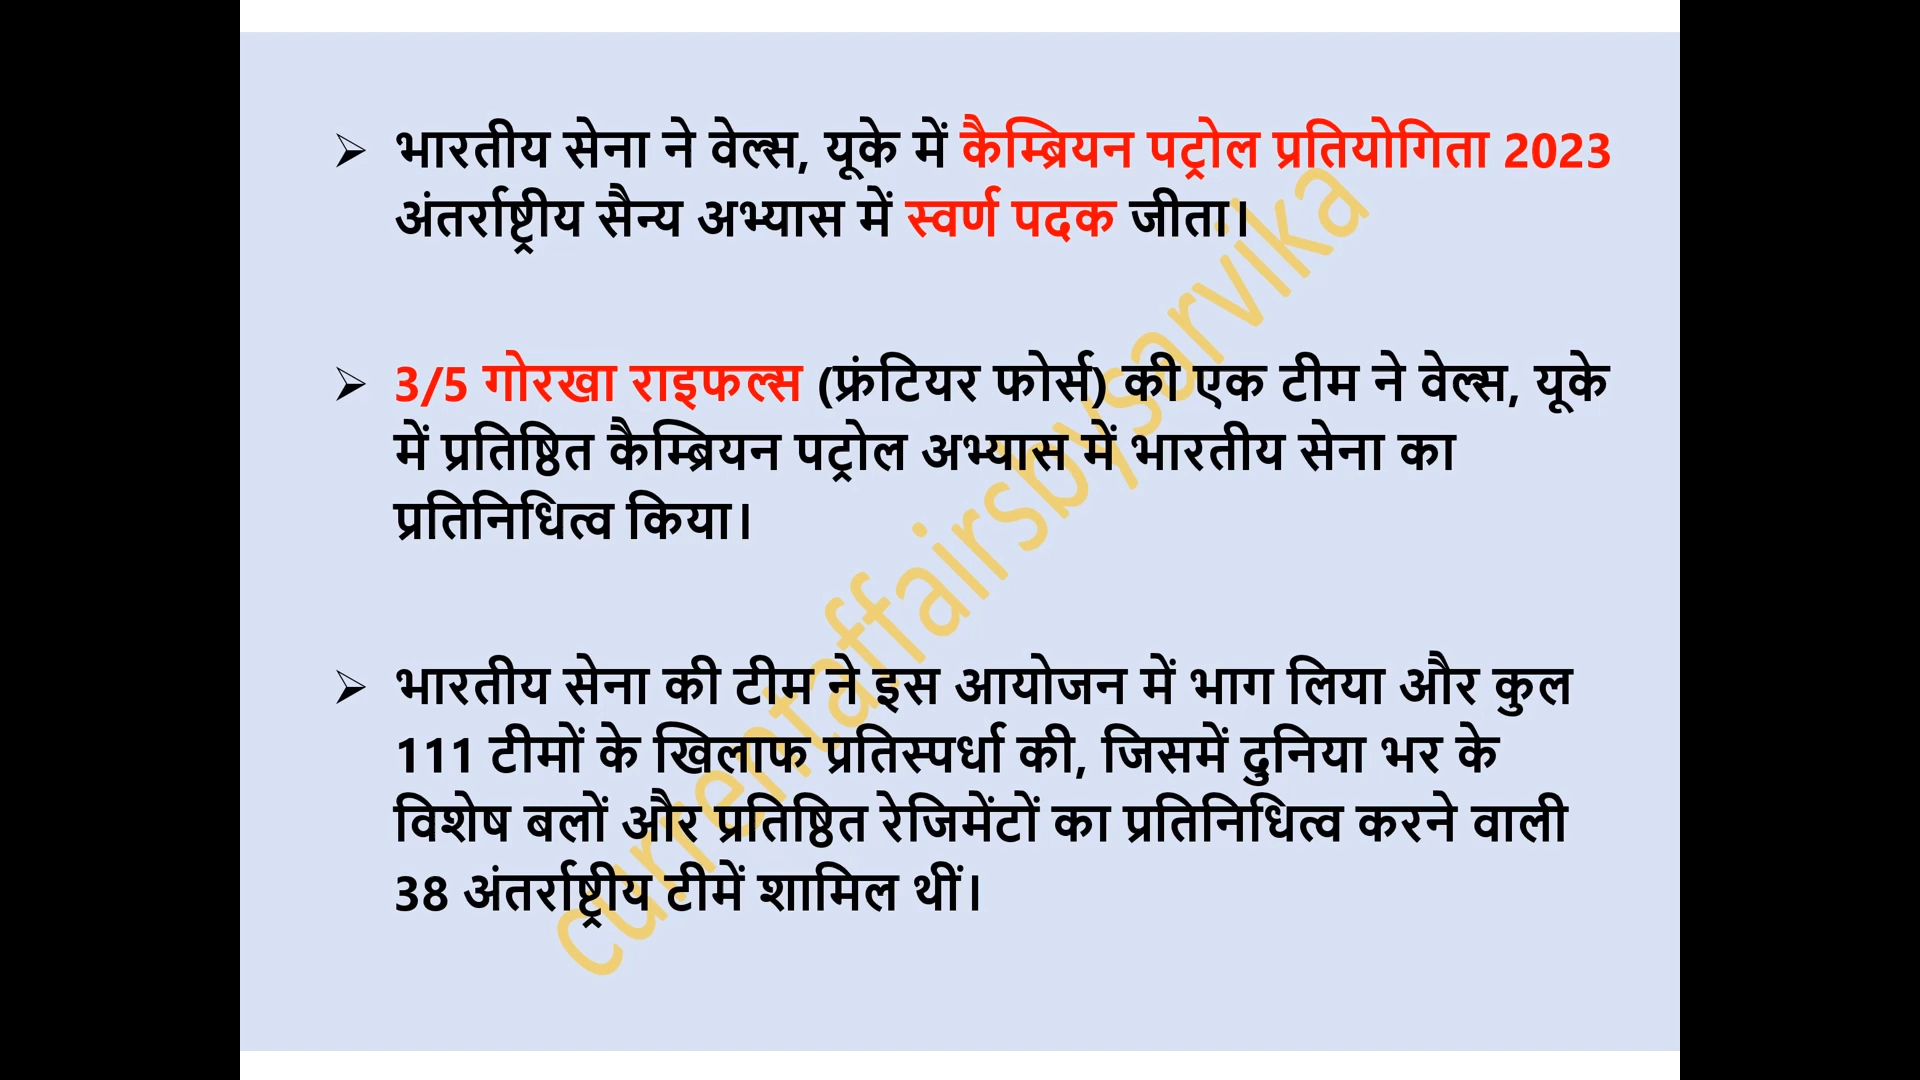 भारतीय सेना ने वेल्स, यूके में कैम्ब्रियन पट्रोल प्रतियोगिता 2023
अंतर्राष्ट्रीय सैन्य अभ्यास में स्वर्ण पदक जीता।
3/5 गोरखा राइफल्स (फ्रंटियर फोर्स) की एक टीम ने वेल्स, यूके
में प्रतिष्ठित कैम्ब्रियन पट्रोल अभ्यास में भारतीय सेना का
प्रतिनिधित्व किया।
भारतीय सेना की टीम ने इस आयोजन में भाग लिया और कुल
111 टीमों के खिलाफ प्रतिस्पर्धा की, जिसमें दुनिया भर के
विशेष बलों और प्रतिष्ठित रेजिमेंटों का प्रतिनिधित्व करने वाली
38 अंतर्राष्ट्रीय टीमें शामिल थीं।
currentaffairsbysarvika